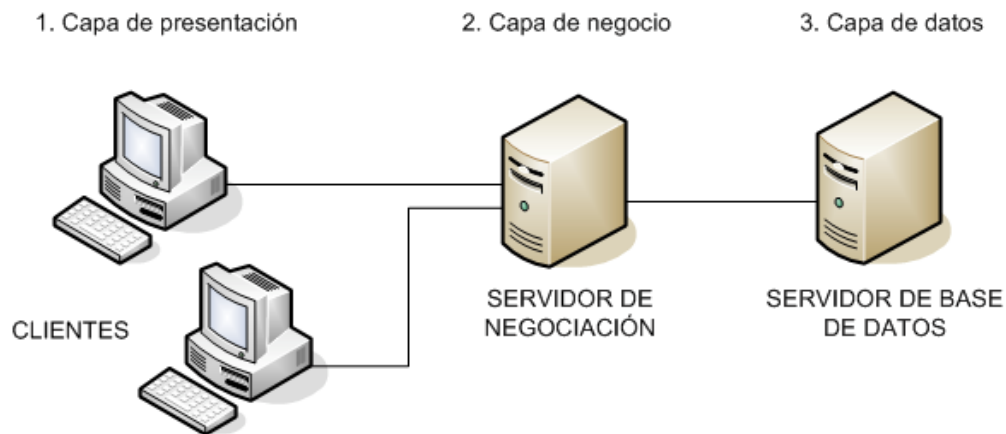 1. Capa de presentación
2. Capa de negocio
3. Capa de datos
CLIENTES
SERVIDOR DE
NEGOCIACIÓN
SERVIDOR DE BASE
DE DATOS